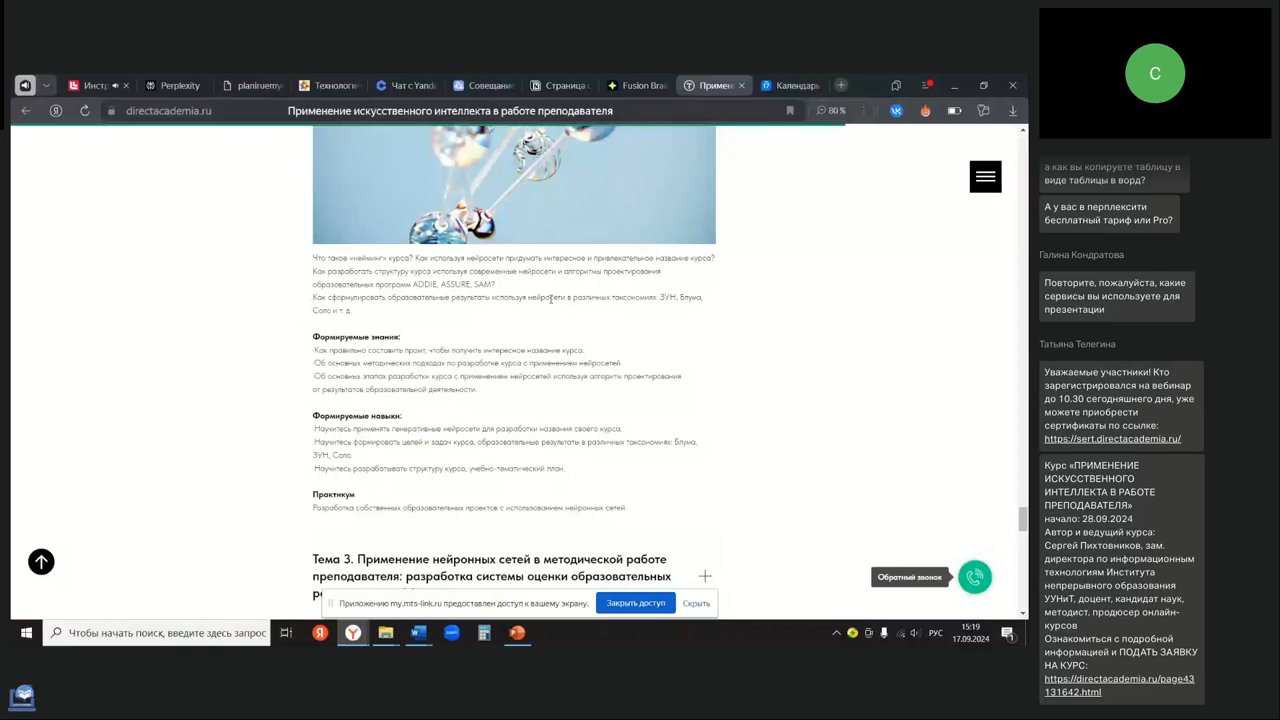 Инстр
Perplexity
planiruemy
Технологи
Чат с Yand
Совещани
Страница с
Fusion Brai
Примен
Календарь
directacademia.ru
Применение искусственного интеллекта в работе преподавателя
80 %
Что такое «нейминг» курса? Как используя нейросети придумать интересное и привлекательное название курса?
Как разработать структуру курса используя современные нейросети и алгоритмы проектирования
образовательных программ ADDIE, ASSURE, SAM?
Как сформулировать образовательные результаты используя нейросети в различных таксономиях: ЗУН, Блума,
Соло и т. д.
Формируемые знания:
·Как правильно составить промт, чтобы получить интересное название курса.
·Об основных методических подходах по разработке курса с применением нейросетей.
·Об основных этапах разработки курса с применением нейросетей используя алгоритм проектирования
от результатов образовательной деятельности.
Формируемые навыки:
·Научитесь применять генеративные нейросети для разработки названия своего курса.
·Научитесь формировать целей и задач курса, образовательные результаты в различных таксономиях: Блума,
ЗУН, Соло.
·Научитесь разрабатывать структуру курса, учебно-тематический план.
Практикум
Разработка собственных образовательных проектов с использованием нейронных сетей.
Тема 3. Применение нейронных сетей в методической работе
преподавателя: разработка системы оценки образовательных
Обратный звонок
Приложению my.mts-link.ru предоставлен доступ к вашему экрану.
Закрыть доступ
Скрыть
Чтобы начать поиск, введите здесь запрос
РУС
15:19
17.09.2024
С
а как вы копируете таблицу в
виде таблицы в ворд?
А у вас в перплексити
бесплатный тариф или Pro?
Галина Кондратова
Повторите, пожалуйста, какие
сервисы вы используете для
презентации
Татьяна Телегина
Уважаемые участники! Кто
зарегистрировался на вебинар
до 10.30 сегодняшнего дня, уже
можете приобрести
сертификаты по ссылке:
https://sert.directacademia.ru/
Курс «ПРИМЕНЕНИЕ
ИСКУССТВЕННОГО
ИНТЕЛЛЕКТА В РАБОТЕ
ПРЕПОДАВАТЕЛЯ»
начало: 28.09.2024
Автор и ведущий курса:
Сергей Пихтовников, зам.
директора по информационным
технологиям Института
непрерывного образования
УУНиТ, доцент, кандидат наук,
методист, продюсер онлайн-
курсов
Ознакомиться с подробной
информацией и ПОДАТЬ ЗАЯВКУ
НА КУРС:
https://directacademia.ru/page43
131642.html